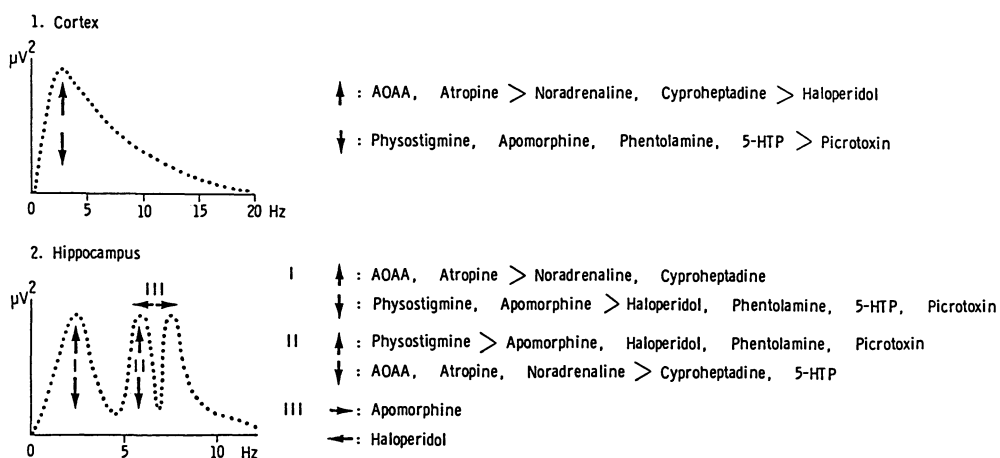 1. Cortex
μV²
↑ : AOAA, Atropine > Noradrenaline, Cyproheptadine > Haloperidol
↓ : Physostigmine, Apomorphine, Phentolamine, 5-HTP > Picrotoxin
0 5 10 15 20 Hz
2. Hippocampus
μV²
III
I ↑ : AOAA, Atropine > Noradrenaline, Cyproheptadine
↓ : Physostigmine, Apomorphine > Haloperidol, Phentolamine, 5-HTP, Picrotoxin
I
II
II ↑ : Physostigmine > Apomorphine, Haloperidol, Phentolamine, Picrotoxin
↓ : AOAA, Atropine, Noradrenaline > Cyproheptadine, 5-HTP
III → : Apomorphine
← : Haloperidol
0 5 10 Hz